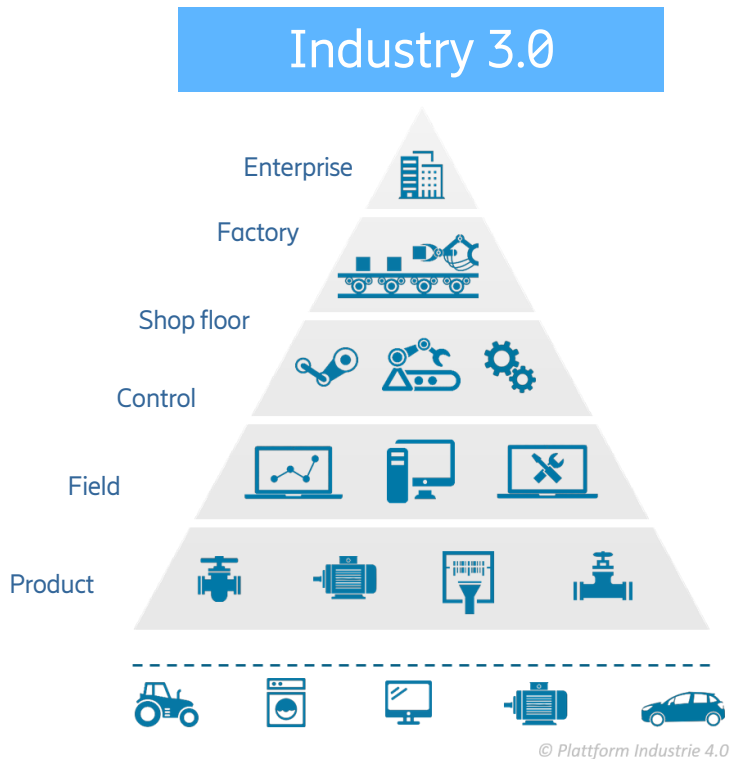 Industry 3.0
Enterprise
Factory
Shop floor
Control
Field
Product
© Plattform Industrie 4.0